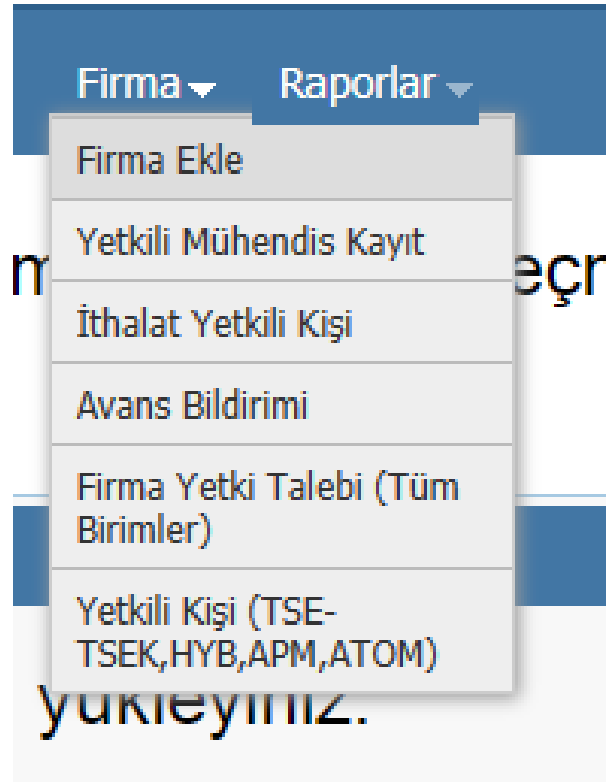 Firma Raporlar
Firma Ekle
Yetkili Mühendis Kayıt
İthalat Yetkili Kişi
Avans Bildirimi
Firma Yetki Talebi (Tüm
Birimler)
Yetkili Kişi (TSE-
TSEK,HYB,APM,ATOM)
yükleyiniz.